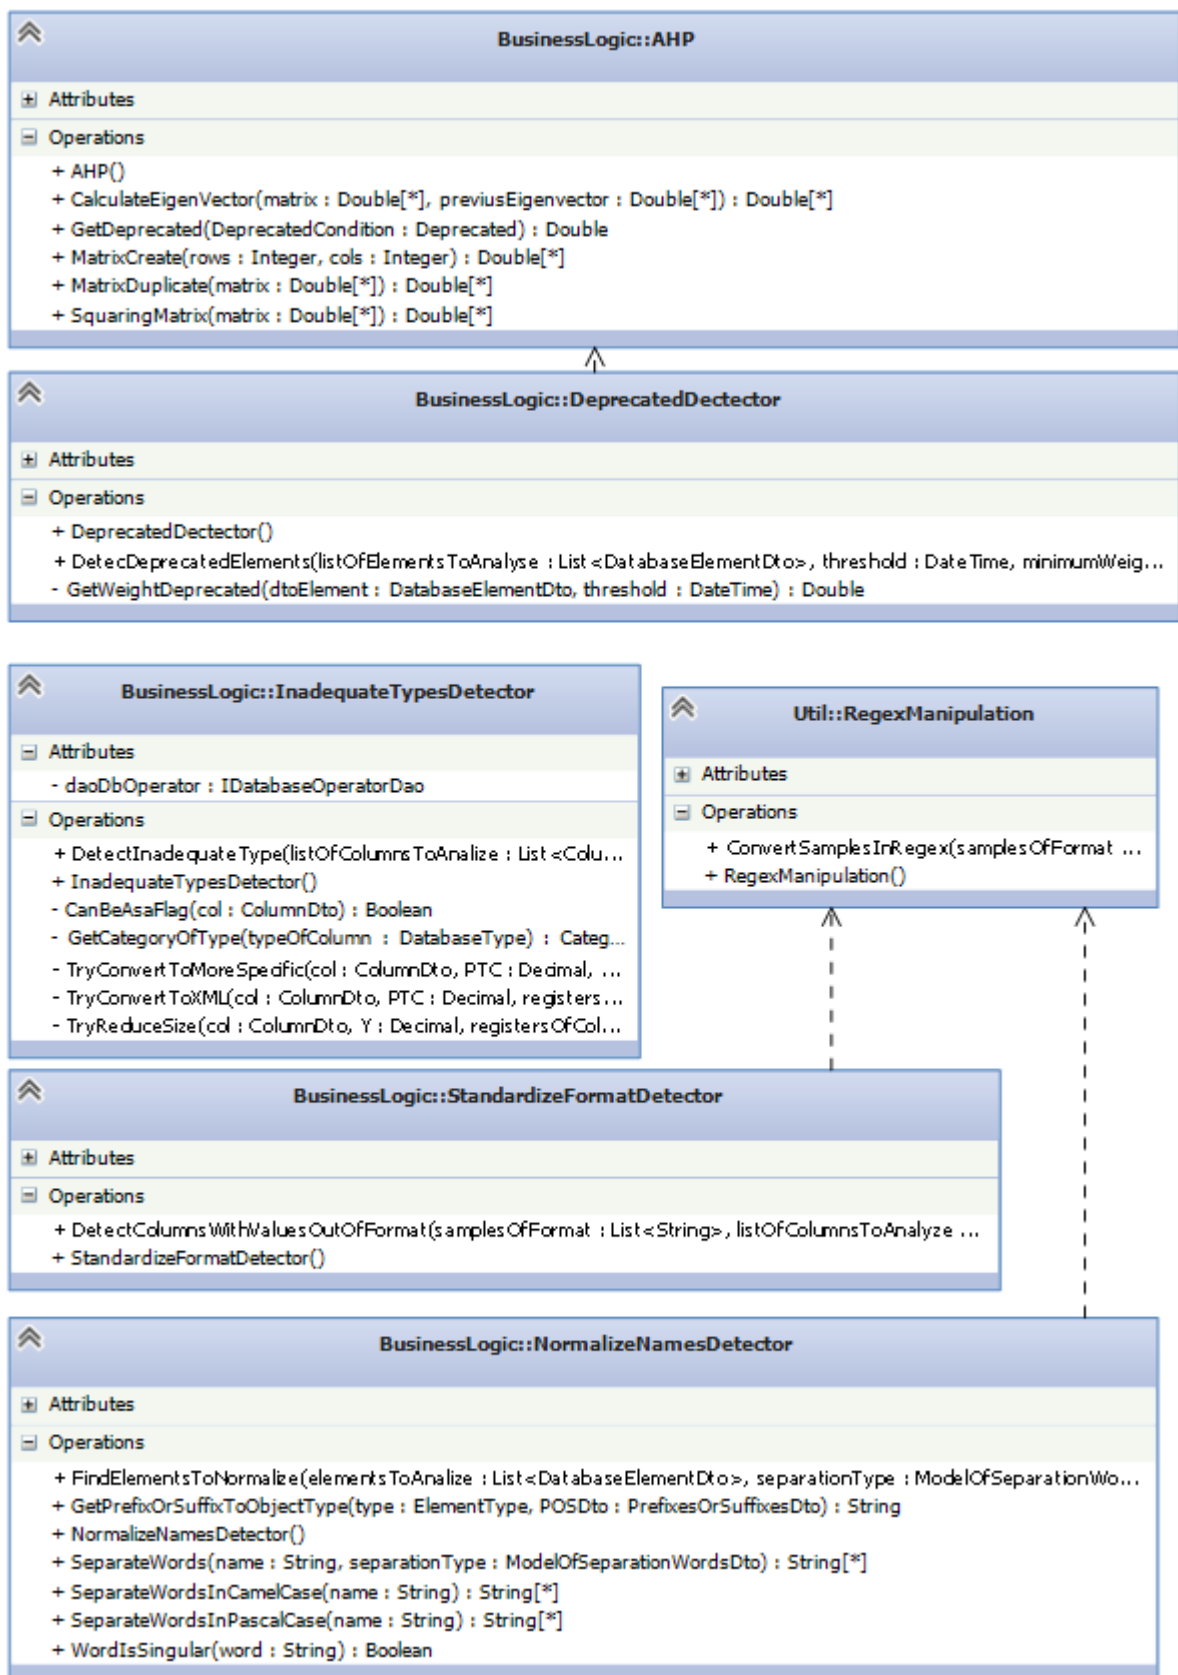 BusinessLogic::AHP
Attributes
Operations
+ AHP()
+ CalculateEigenVector(matrix : Double[*], previusEigenvector : Double[*]) : Double[*]
+ GetDeprecated(DeprecatedCondition : Deprecated) : Double
+ MatrixCreate(rows : Integer, cols : Integer) : Double[*]
+ MatrixDuplicate(matrix : Double[*]) : Double[*]
+ SquaringMatrix(matrix : Double[*]) : Double[*]
BusinessLogic::DeprecatedDectector
Attributes
Operations
+ DeprecatedDectector()
+ DetecDeprecatedElements(listOfElementsToAnalyse : List<DatabaseElementDto>, threshold : DateTime, minimumWeig...
- GetWeightDeprecated(dtoElement : DatabaseElementDto, threshold : DateTime) : Double
BusinessLogic::InadequateTypesDetector
Attributes
- daoDbOperator : IDatabaseOperatorDao
Operations
+ DetectInadequateType(listOfColumnsToAnalize : List<Colu...
+ InadequateTypesDetector()
- CanBeAsaFlag(col : ColumnDto) : Boolean
- GetCategoryOfType(typeOfColumn : DatabaseType) : Categ...
- TryConvertToMoreSpecific(col : ColumnDto, PTC : Decimal, ...
- TryConvertToXML(col : ColumnDto, PTC : Decimal, registers...
- TryReduceSize(col : ColumnDto, Y : Decimal, registersOfCol...
Util::RegexManipulation
Attributes
Operations
+ ConvertSamplesInRegex(samplesOfFormat ...
+ RegexManipulation()
BusinessLogic::StandardizeFormatDetector
Attributes
Operations
+ DetectColumnsWithValuesOutOfFormat(samplesOfFormat : List<String>, listOfColumnsToAnalyze ...
+ StandardizeFormatDetector()
BusinessLogic::NormalizeNamesDetector
Attributes
Operations
+ FindElementsToNormalize(elementsToAnalize : List<DatabaseElementDto>, separationType : ModelOfSeparationWo...
+ GetPrefixOrSuffixToObjectType(type : ElementType, POSDto : PrefixesOrSuffixesDto) : String
+ NormalizeNamesDetector()
+ SeparateWords(name : String, separationType : ModelOfSeparationWordsDto) : String[*]
+ SeparateWordsInCamelCase(name : String) : String[*]
+ SeparateWordsInPascalCase(name : String) : String[*]
+ WordIsSingular(word : String) : Boolean